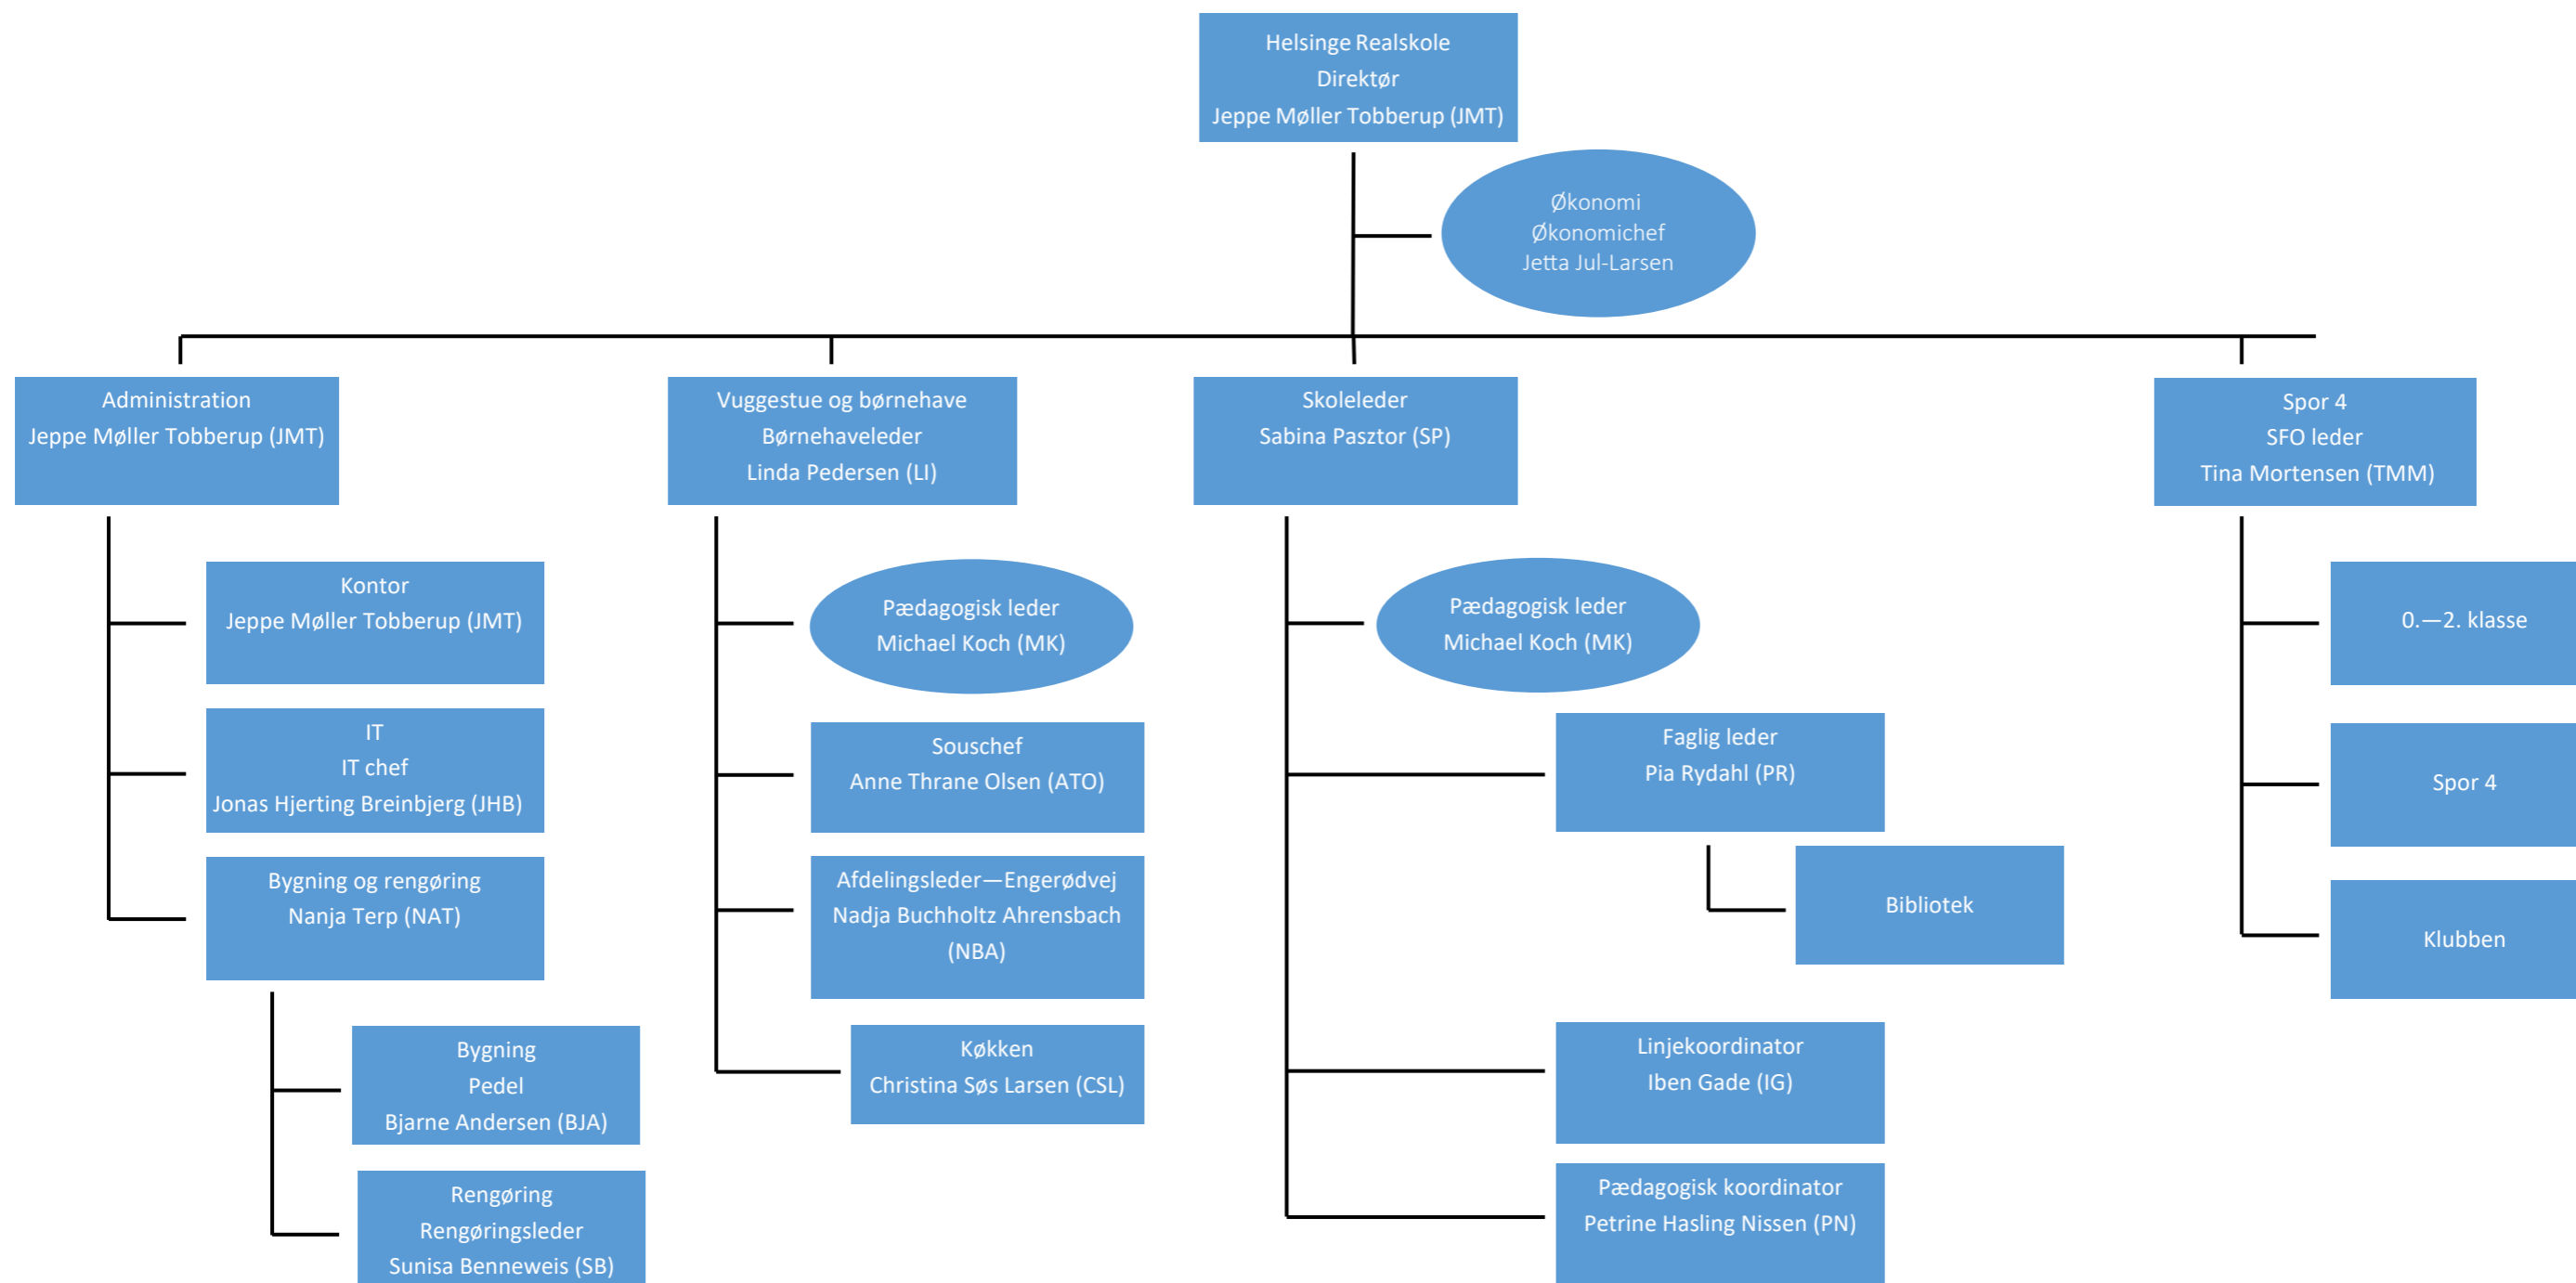 Helsinge Realskole
Direktør
Jeppe Møller Tobberup (JMT)
Økonomi
Økonomichef
Jetta Jul-Larsen
Administration
Jeppe Møller Tobberup (JMT)
Vuggestue og børnehave
Børnehaveleder
Linda Pedersen (LI)
Skoleleder
Sabina Pasztor (SP)
Spor 4
SFO leder
Tina Mortensen (TMM)
Kontor
Jeppe Møller Tobberup (JMT)
IT
IT chef
Jonas Hjerting Breinbjerg (JHB)
Bygning og rengøring
Nanja Terp (NAT)
Bygning
Pedel
Bjarne Andersen (BJA)
Rengøring
Rengøringsleder
Sunisa Benneweis (SB)
Pædagogisk leder
Michael Koch (MK)
Souschef
Anne Thrane Olsen (ATO)
Afdelingsleder—Engerødvej
Nadja Buchholtz Ahrensbach
(NBA)
Køkken
Christina Søs Larsen (CSL)
Pædagogisk leder
Michael Koch (MK)
Faglig leder
Pia Rydahl (PR)
Bibliotek
Linjekoordinator
Iben Gade (IG)
Pædagogisk koordinator
Petrine Hasling Nissen (PN)
0.—2. klasse
Spor 4
Klubben